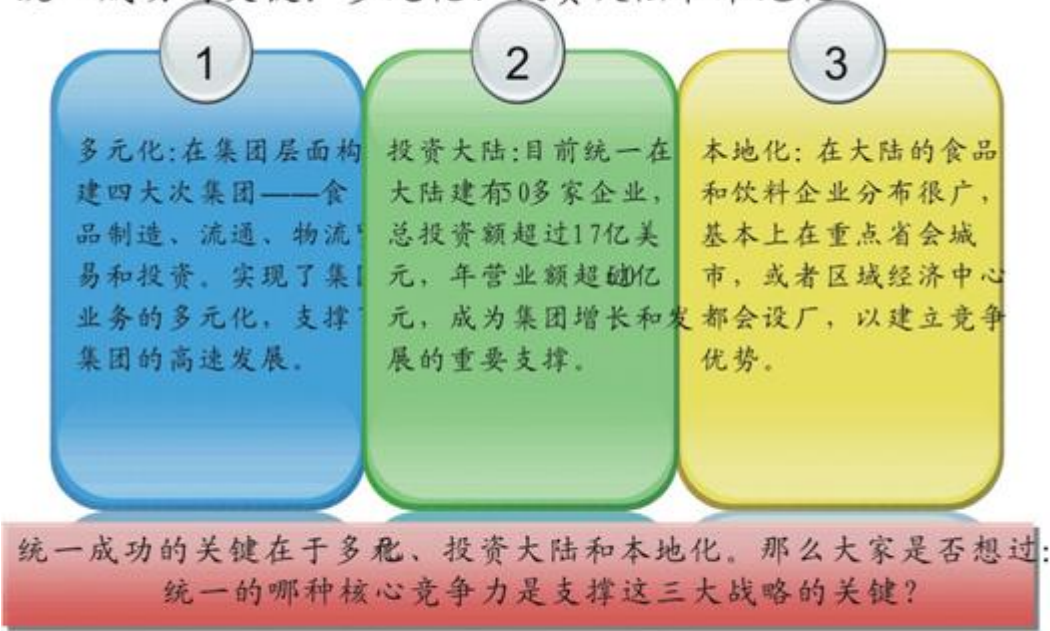 1
多元化:在集团层面构
建四大次集团——食
品制造、流通、物流
易和投资。实现了集
业务的多元化，支撑
集团的高速发展。
2
投资大陆:目前统一在
大陆建有50多家企业，
总投资额超过17亿美
元，年营业额超 亿
元，成为集团增长和发
展的重要支撑。
3
本地化：在大陆的食品
和饮料企业分布很广，
基本上在重点省会城
市，或者区域经济中心
都会设厂，以建立竞争
优势。
统一成功的关键在于多 化、投资大陆和本地化。那么大家是否想过：
统一的哪种核心竞争力是支撑这三大战略的关键？